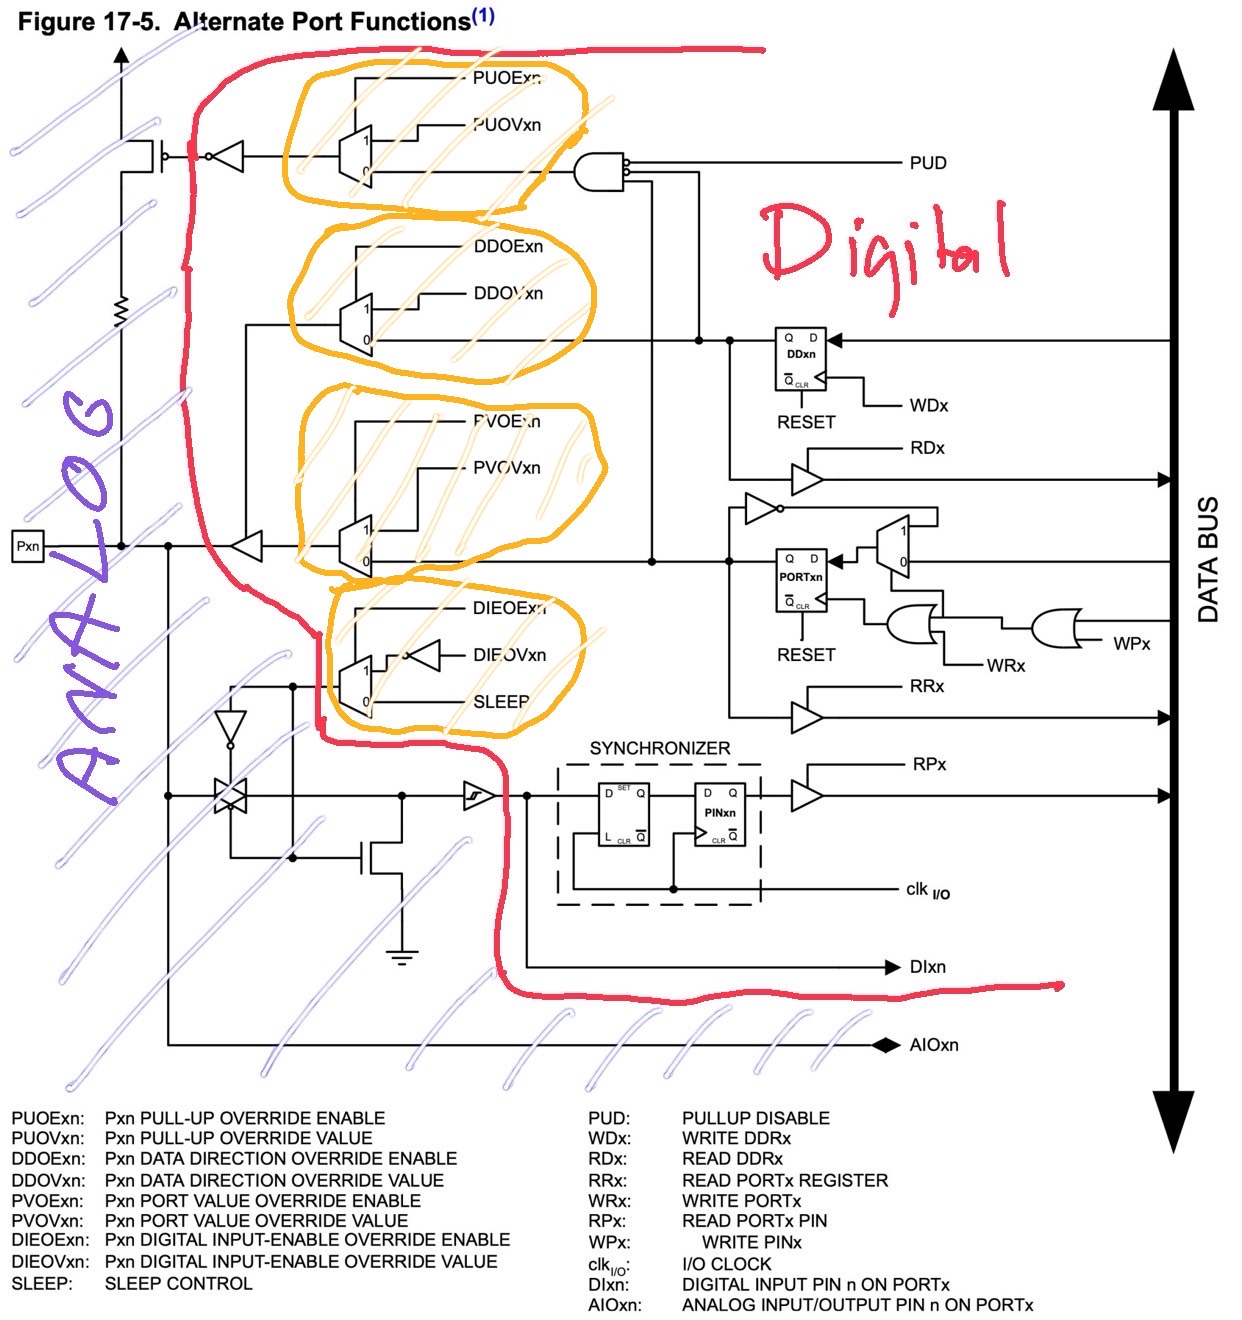 Figure 17-5. Alternate Port Functions(1)
PUOExn
PUOVxn
1
0
PUD
DDOExn
DDOVxn
1
0
Digital
Q D
DDxn
Q CLR
WDx
RESET
RDx
PVOExn
PVOVxn
1
0
ANALOG
Pxn
1
0
Q D
PORTxn
Q CLR
RESET
WRx
WPx
RRx
DATA BUS
DIEOExn
DIEOVxn
1
0
SLEEP
SYNCHRONIZER
RPx
D SET Q
L CLR Q
D Q
PINxn
CLR Q
clk I/O
DIxn
AIOxn
PUOExn: Pxn PULL-UP OVERRIDE ENABLE
PUOVxn: Pxn PULL-UP OVERRIDE VALUE
DDOExn: Pxn DATA DIRECTION OVERRIDE ENABLE
DDOVxn: Pxn DATA DIRECTION OVERRIDE VALUE
PVOExn: Pxn PORT VALUE OVERRIDE ENABLE
PVOVxn: Pxn PORT VALUE OVERRIDE VALUE
DIEOExn: Pxn DIGITAL INPUT-ENABLE OVERRIDE ENABLE
DIEOVxn: Pxn DIGITAL INPUT-ENABLE OVERRIDE VALUE
SLEEP: SLEEP CONTROL
PUD: PULLUP DISABLE
WDx: WRITE DDRx
RDx: READ DDRx
RRx: READ PORTx REGISTER
WRx: WRITE PORTx
RPx: READ PORTx PIN
WPx: WRITE PINx
clkI/O: I/O CLOCK
DIxn: DIGITAL INPUT PIN n ON PORTx
AIOxn: ANALOG INPUT/OUTPUT PIN n ON PORTx